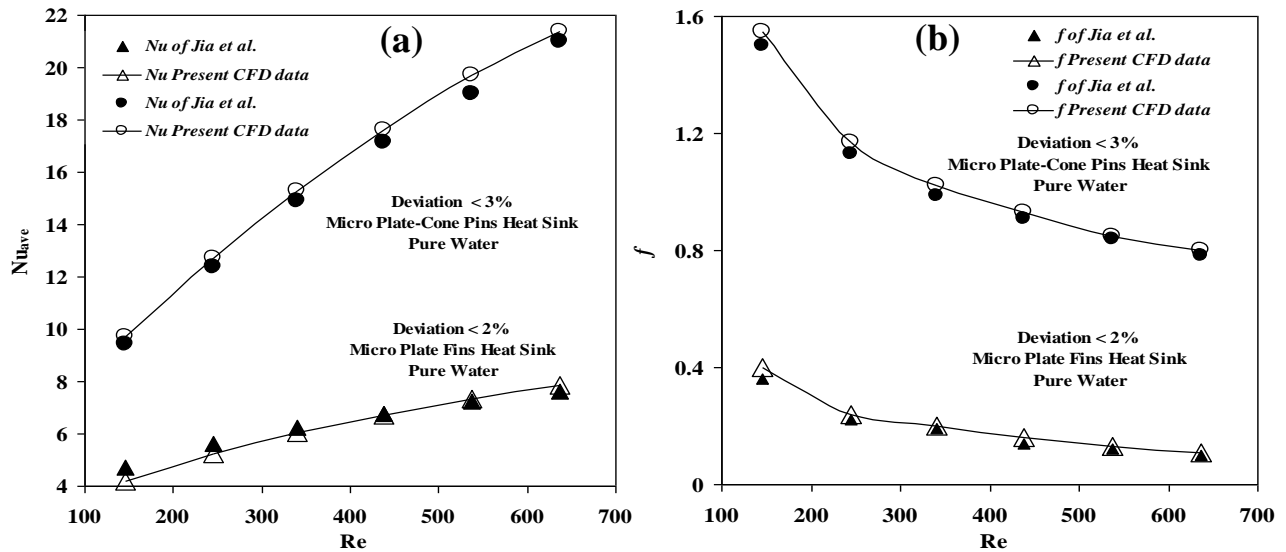 22
20
18
16
14
12
10
8
6
4
Nu_ave
(a)
Nu of Jia et al.
Nu Present CFD data
Nu of Jia et al.
Nu Present CFD data
Deviation < 3%
Micro Plate-Cone Pins Heat Sink
Pure Water
Deviation < 2%
Micro Plate Fins Heat Sink
Pure Water
100 200 300 400 500 600 700
Re
1.6
1.2
0.8
0.4
0
f
(b)
f of Jia et al.
f Present CFD data
f of Jia et al.
f Present CFD data
Deviation < 3%
Micro Plate-Cone Pins Heat Sink
Pure Water
Deviation < 2%
Micro Plate Fins Heat Sink
Pure Water
100 200 300 400 500 600 700
Re